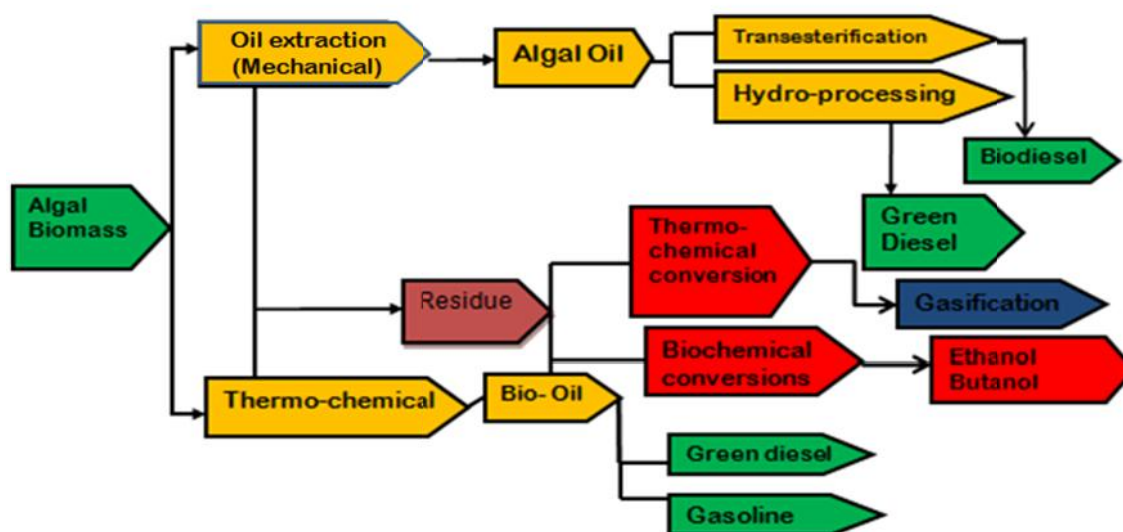 Oil extraction
(Mechanical)
Algal Oil
Transesterification
Hydro-processing
Biodiesel
Algal
Biomass
Green
Diesel
Thermo-
chemical
conversion
Residue
Gasification
Biochemical
conversions
Ethanol
Butanol
Thermo-chemical
Bio- Oil
Green diesel
Gasoline